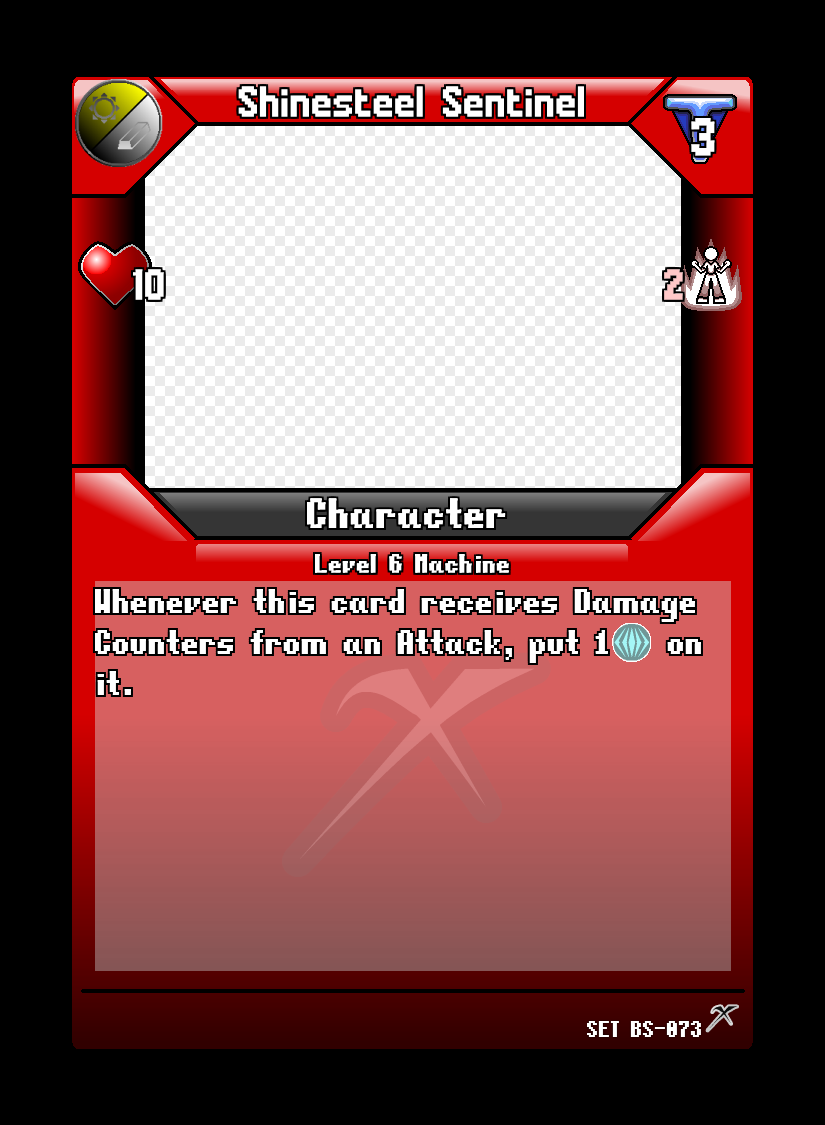 Shinesteel Sentinel
3
10
2
Character
Level 6 Machine
Whenever this card receives Damage
Counters from an Attack, put 1 on
it.
SET BS-073